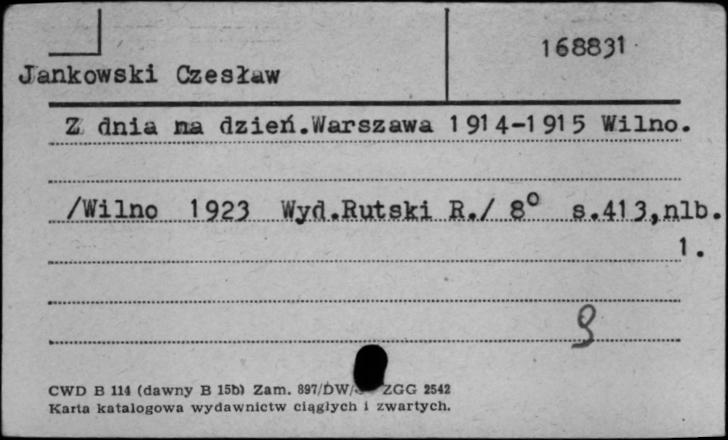 168831
Jankowski Czesław
Z dnia na dzień.Warszawa 1914-1915 Wilno.
/Wilno 1923 Wyd.Rutski R./ 8° s.413,nlb.
1.
CWD B 114 (dawny B 15b) Zam. 897/DW/ ZGG 2542
Karta katalogowa wydawnictw ciągłych i zwartych.